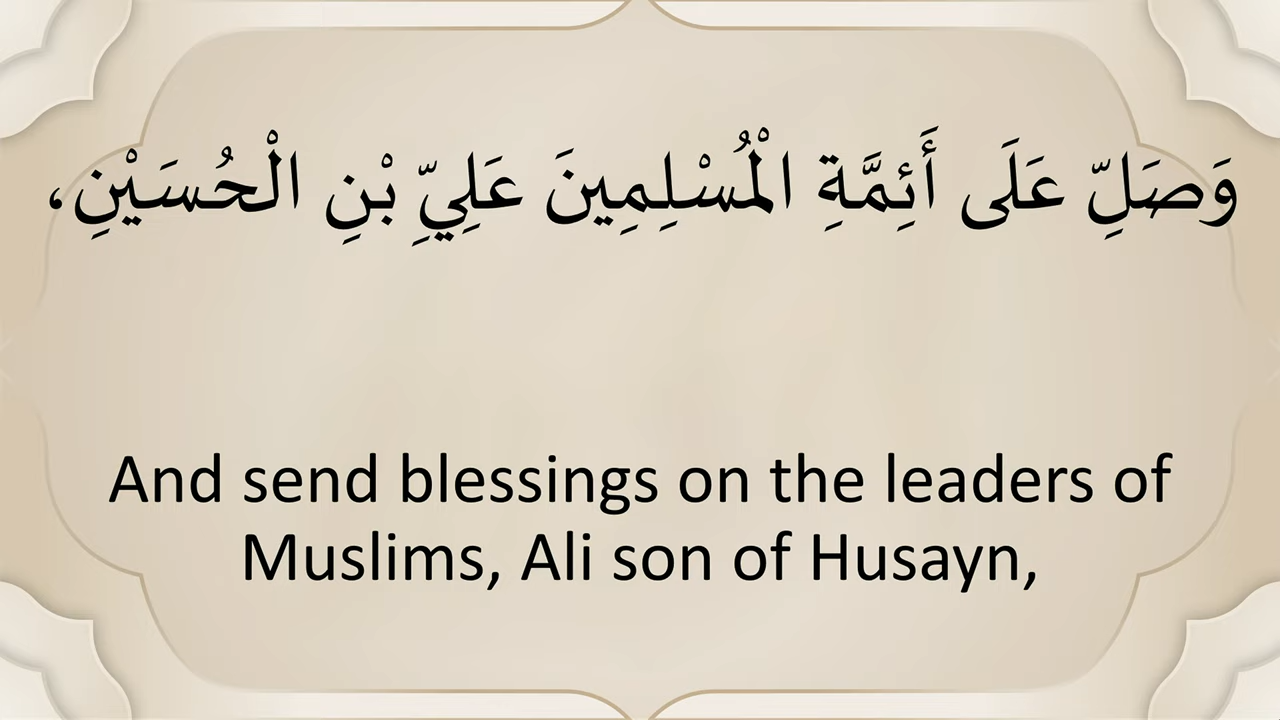 وَصَلِّ عَلَى أَئِمَّةِ الْمُسْلِمِينَ عَلِيِّ بْنِ الْحُسَيْنِ،
And send blessings on the leaders of
Muslims, Ali son of Husayn,